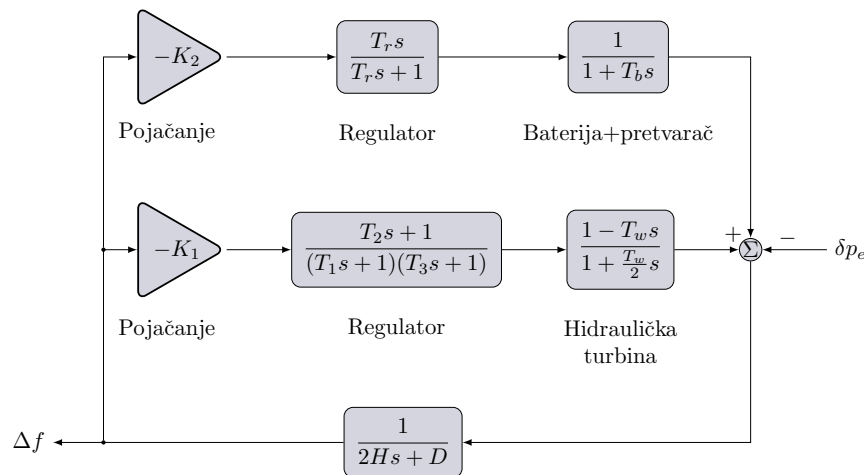 −K₂
T_r s / (T_r s + 1)
1 / (1 + T_b s)
Pojačanje
Regulator
Baterija+pretvarač
−K₁
(T₂s + 1) / ((T₁s + 1)(T₃s + 1))
(1 − T_w s) / (1 + (T_w/2) s)
+
Σ
−
δp_e
Pojačanje
Regulator
Hidraulička
turbina
Δf
1 / (2Hs + D)